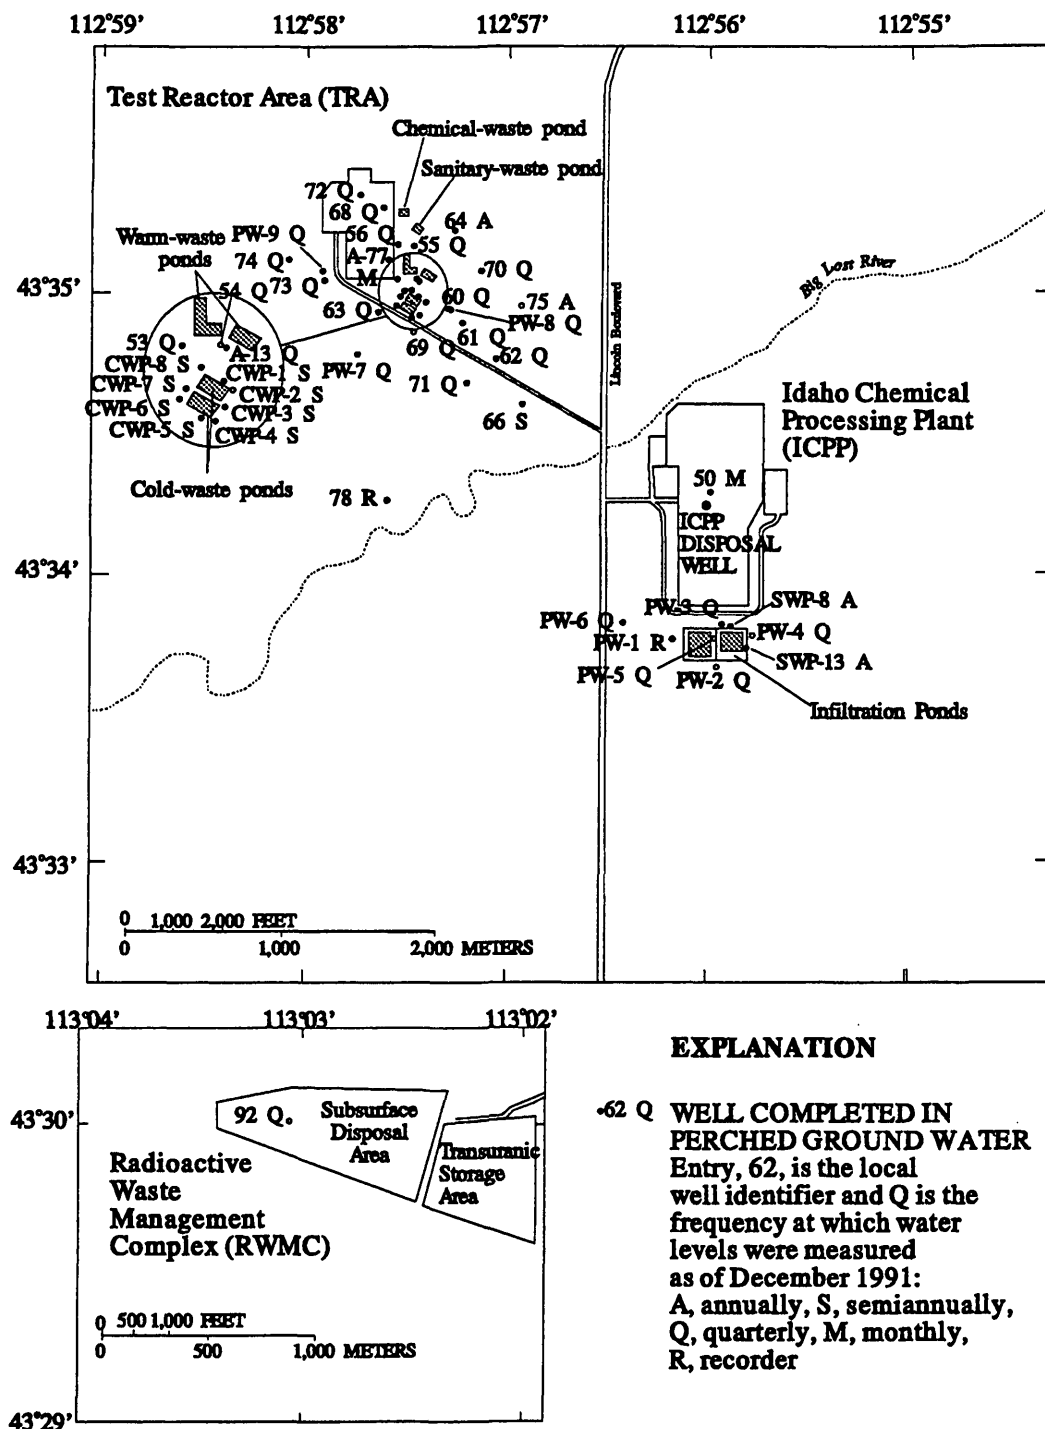 112°59’ 112°58’ 112°57’ 112°56’ 112°55’
Test Reactor Area (TRA)
Chemical-waste pond
Sanitary-waste pond
72 Q
68 Q
64 A
PW-9 Q
56 Q
55 Q
Warm-waste
ponds
74 Q
A-77
M
70 Q
43°35’
54 Q
73 Q
60 Q
75 A
63 Q
PW-8 Q
61 Q
53 Q
A-13 Q
69 Q
62 Q
CWP-8 S
CWP-1 S
PW-7 Q
CWP-7 S
CWP-2 S
71 Q
CWP-6 S
CWP-3 S
CWP-5 S
CWP-4 S
66 S
Cold-waste ponds
78 R
Lincoln Boulevard
Big Lost River
Idaho Chemical
Processing Plant
(ICPP)
50 M
ICPP
DISPOSAL
WELL
43°34’
PW-3 Q
SWP-8 A
PW-6 Q
PW-4 Q
PW-1 R
SWP-13 A
PW-5 Q
PW-2 Q
Infiltration Ponds
43°33’
0 1,000 2,000 FEET
0 1,000 2,000 METERS
113°04’ 113°03’ 113°02’
43°30’
92 Q
Subsurface
Disposal
Area
Transuranic
Storage
Area
Radioactive
Waste
Management
Complex (RWMC)
0 500 1,000 FEET
0 500 1,000 METERS
43°29’
EXPLANATION
62 Q WELL COMPLETED IN
PERCHED GROUND WATER
Entry, 62, is the local
well identifier and Q is the
frequency at which water
levels were measured
as of December 1991:
A, annually, S, semiannually,
Q, quarterly, M, monthly,
R, recorder